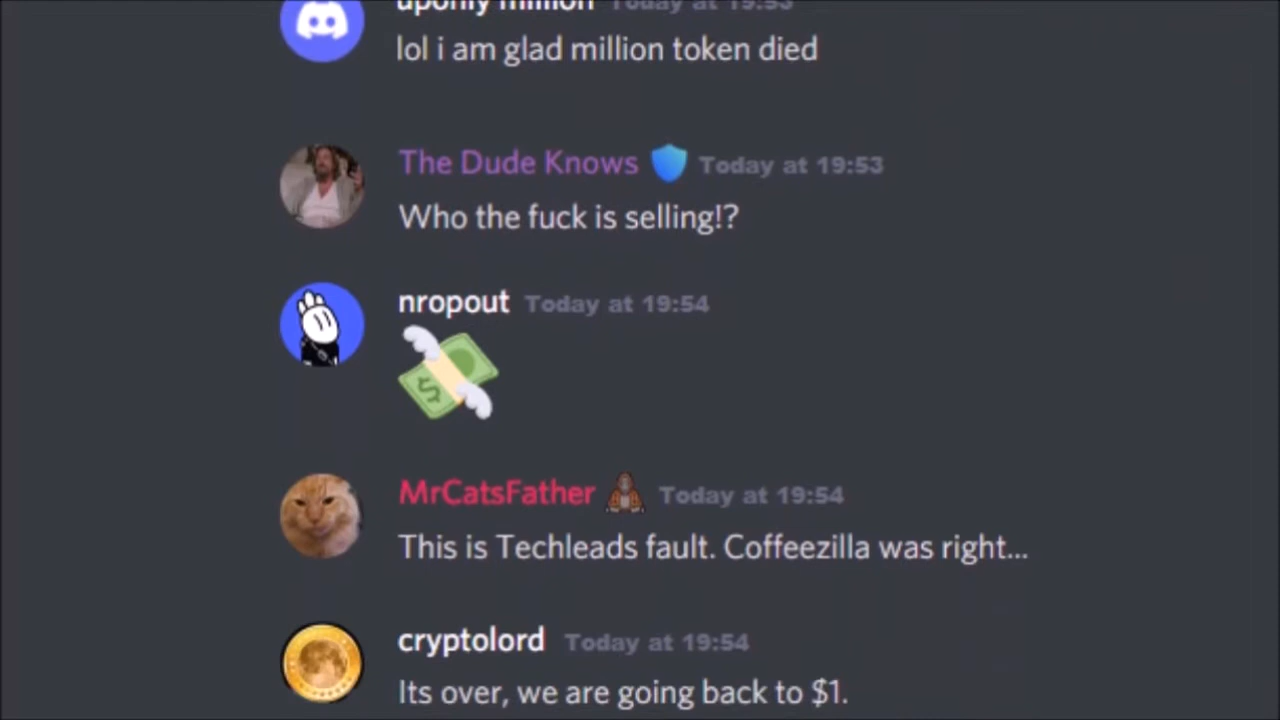 uponly million Today at 19:53
lol i am glad million token died
The Dude Knows Today at 19:53
Who the fuck is selling!?
nropout Today at 19:54
MrCatsFather Today at 19:54
This is Techleads fault. Coffeezilla was right...
cryptolord Today at 19:54
Its over, we are going back to $1.